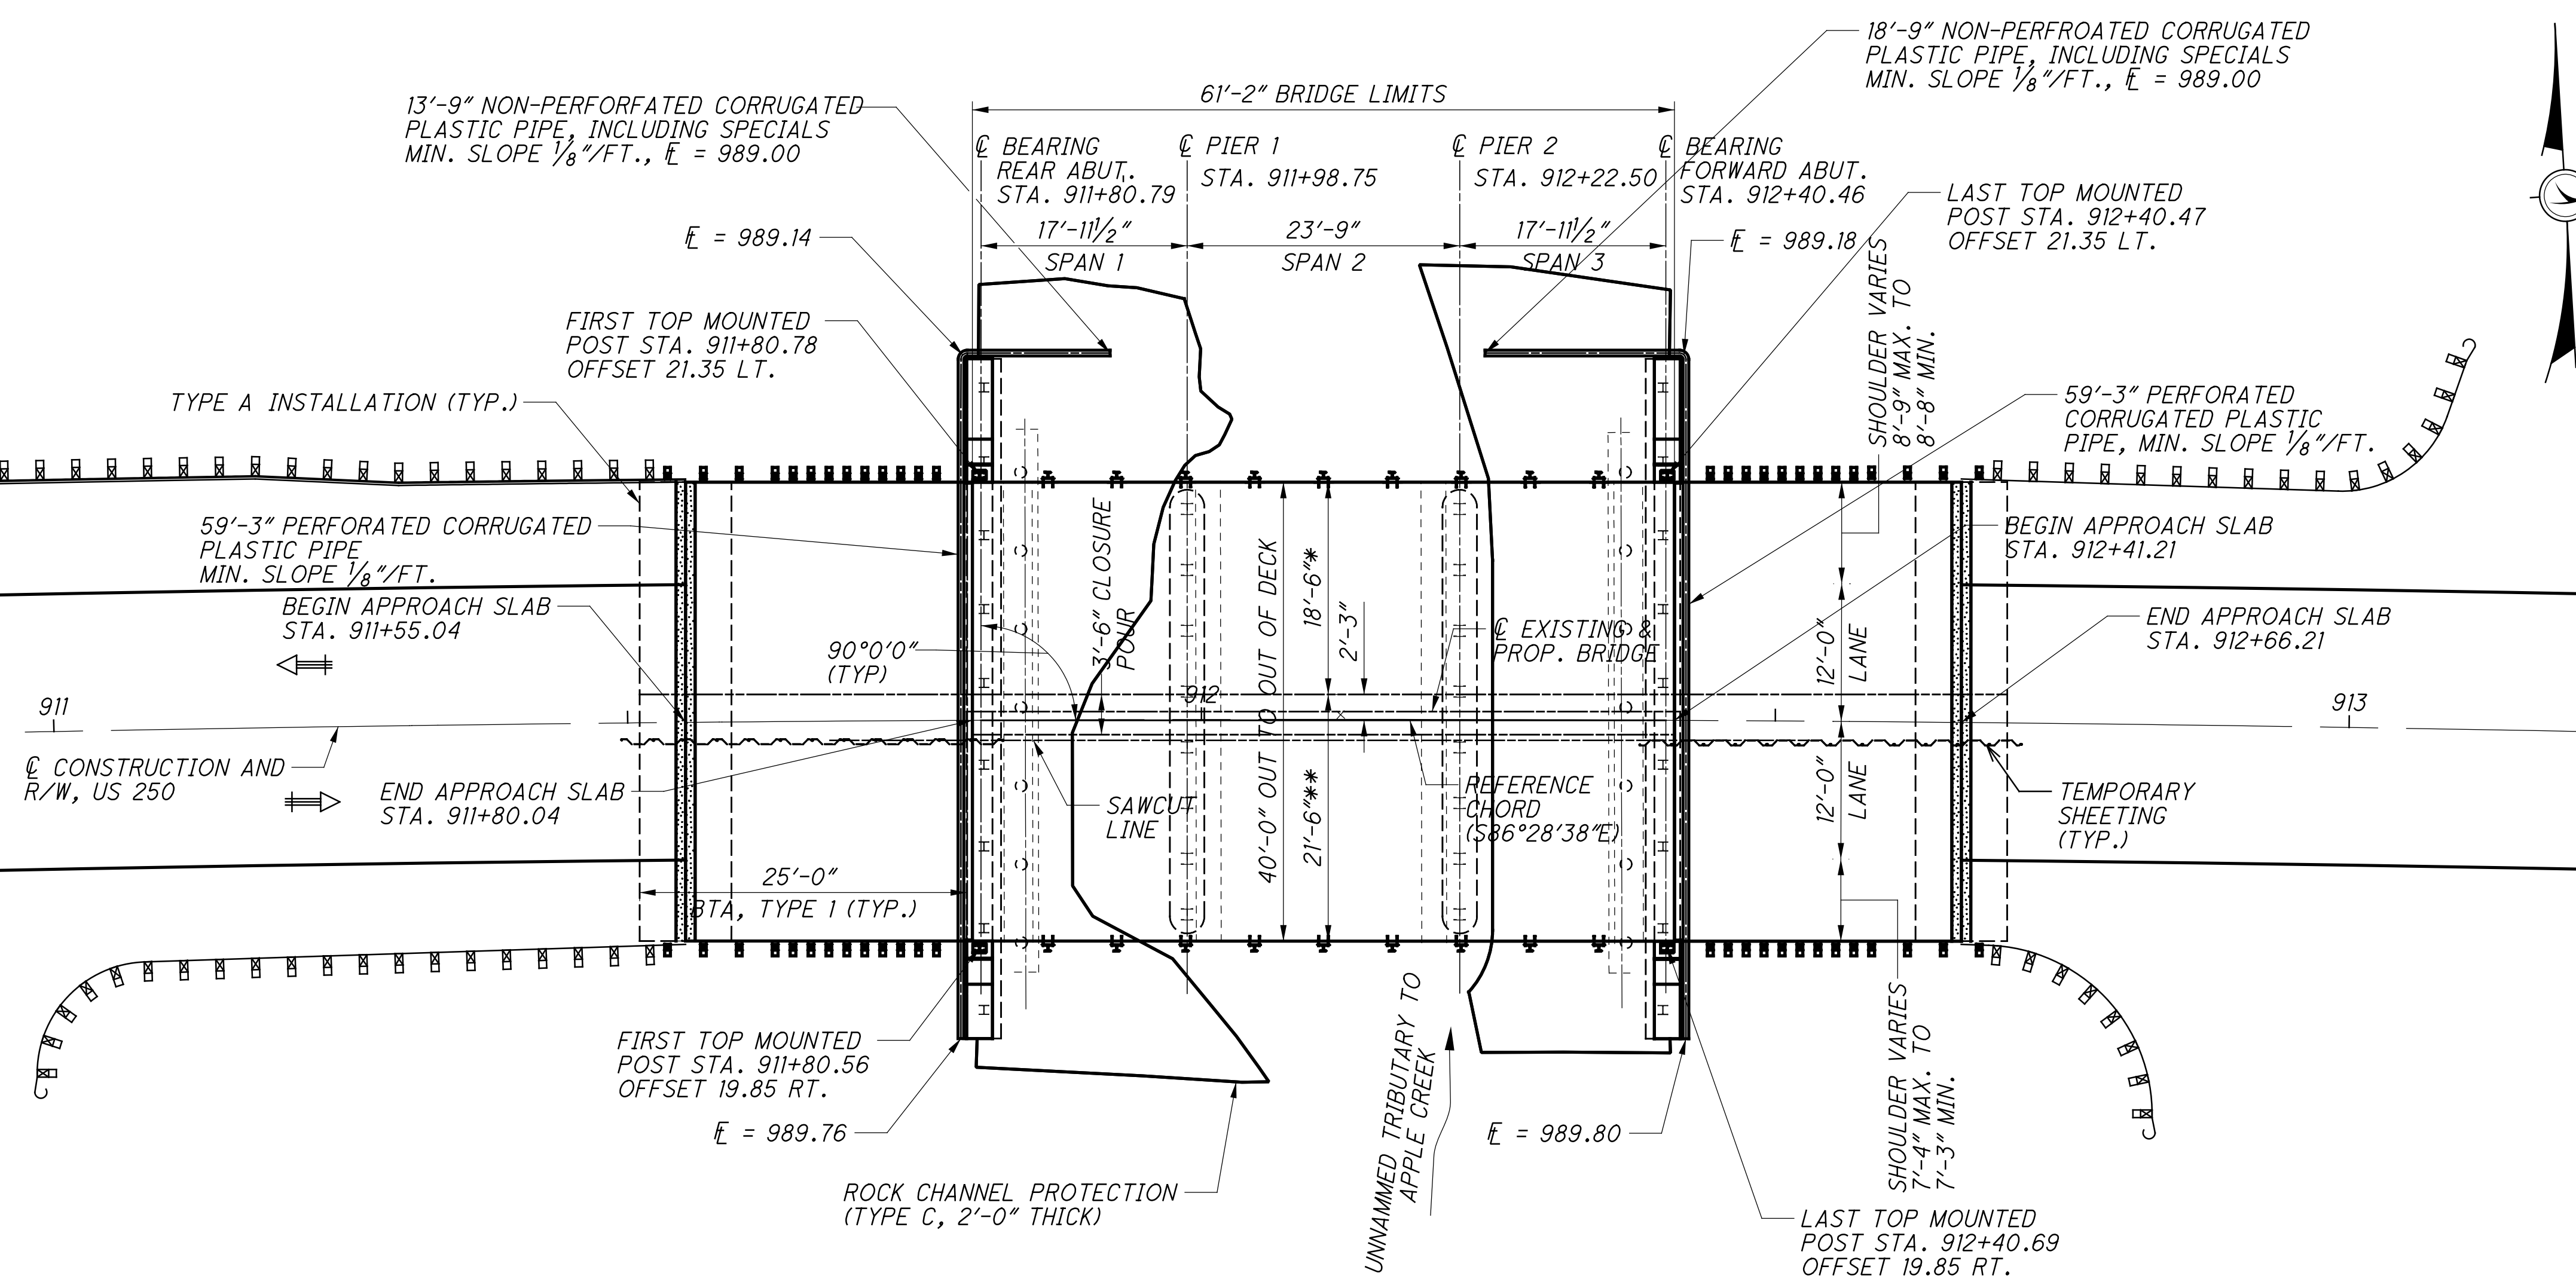 18'-9" NON-PERFROATED CORRUGATED
PLASTIC PIPE, INCLUDING SPECIALS
MIN. SLOPE 1/8"/FT., FL = 989.00
13'-9" NON-PERFORFATED CORRUGATED
PLASTIC PIPE, INCLUDING SPECIALS
MIN. SLOPE 1/8"/FT., FL = 989.00
61'-2" BRIDGE LIMITS
CL BEARING
REAR ABUT.
STA. 911+80.79
CL PIER 1
STA. 911+98.75
CL PIER 2
STA. 912+22.50
CL BEARING
FORWARD ABUT.
STA. 912+40.46
LAST TOP MOUNTED
POST STA. 912+40.47
OFFSET 21.35 LT.
17'-11 1/2"
SPAN 1
23'-9"
SPAN 2
17'-11 1/2"
SPAN 3
FL = 989.14
FL = 989.18
FIRST TOP MOUNTED
POST STA. 911+80.78
OFFSET 21.35 LT.
SHOULDER VARIES
8'-9" MAX. TO
8'-8" MIN.
TYPE A INSTALLATION (TYP.)
59'-3" PERFORATED
CORRUGATED PLASTIC
PIPE, MIN. SLOPE 1/8"/FT.
59'-3" PERFORATED CORRUGATED
PLASTIC PIPE
MIN. SLOPE 1/8"/FT.
BEGIN APPROACH SLAB
STA. 912+41.21
BEGIN APPROACH SLAB
STA. 911+55.04
END APPROACH SLAB
STA. 912+66.21
3'-6" CLOSURE
POUR
40'-0" OUT TO OUT OF DECK
18'-6"**
2'-3"
21'-6"**
90°0'0"
(TYP)
CL EXISTING &
PROP. BRIDGE
12'-0"
LANE
12'-0"
LANE
911
912
913
CL CONSTRUCTION AND
R/W, US 250
END APPROACH SLAB
STA. 911+80.04
SAWCUT
LINE
REFERENCE
CHORD
(S86°28'38"E)
TEMPORARY
SHEETING
(TYP.)
25'-0"
BTA, TYPE 1 (TYP.)
FIRST TOP MOUNTED
POST STA. 911+80.56
OFFSET 19.85 RT.
UNNAMMED TRIBUTARY TO
APPLE CREEK
SHOULDER VARIES
7'-4" MAX. TO
7'-3" MIN.
FL = 989.76
FL = 989.80
ROCK CHANNEL PROTECTION
(TYPE C, 2'-0" THICK)
LAST TOP MOUNTED
POST STA. 912+40.69
OFFSET 19.85 RT.